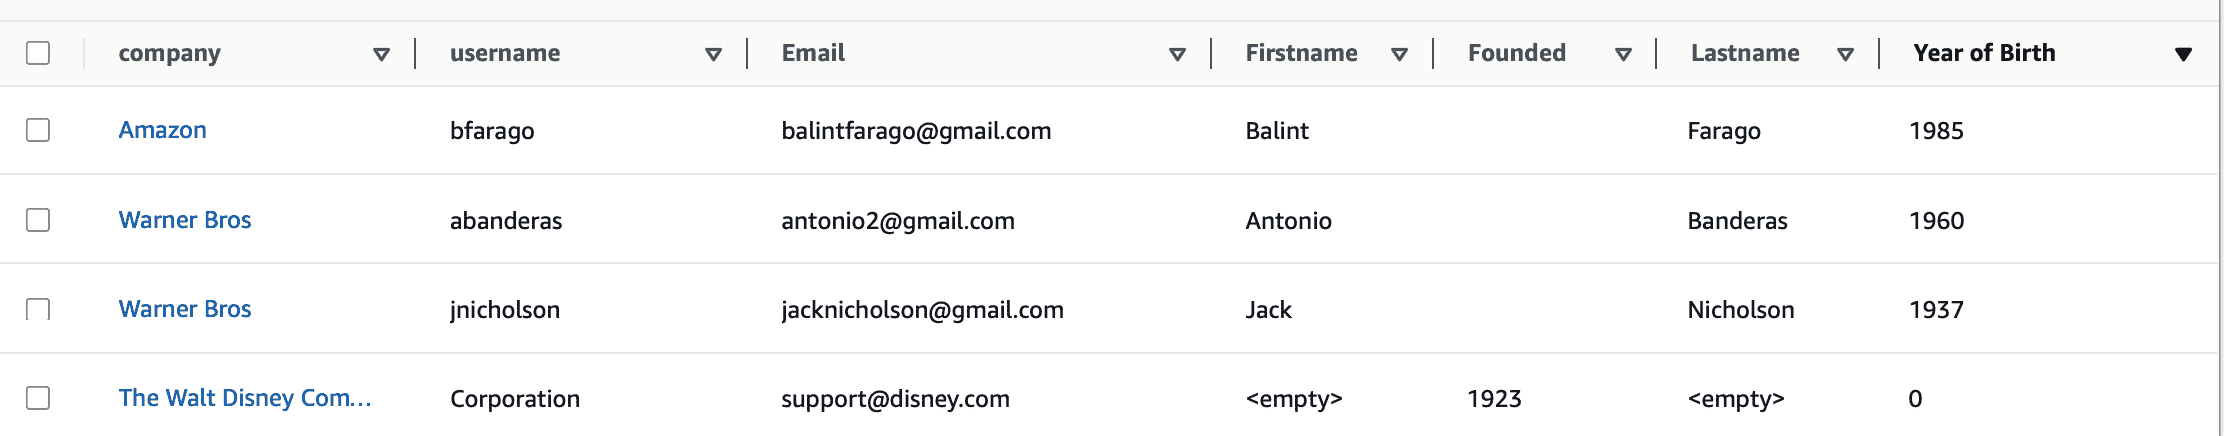 company username Email Firstname Founded Lastname Year of Birth
Amazon bfarago balintfarago@gmail.com Balint Farago 1985
Warner Bros abanderas antonio2@gmail.com Antonio Banderas 1960
Warner Bros jnicholson jacknicholson@gmail.com Jack Nicholson 1937
The Walt Disney Com... Corporation support@disney.com <empty> 1923 <empty> 0